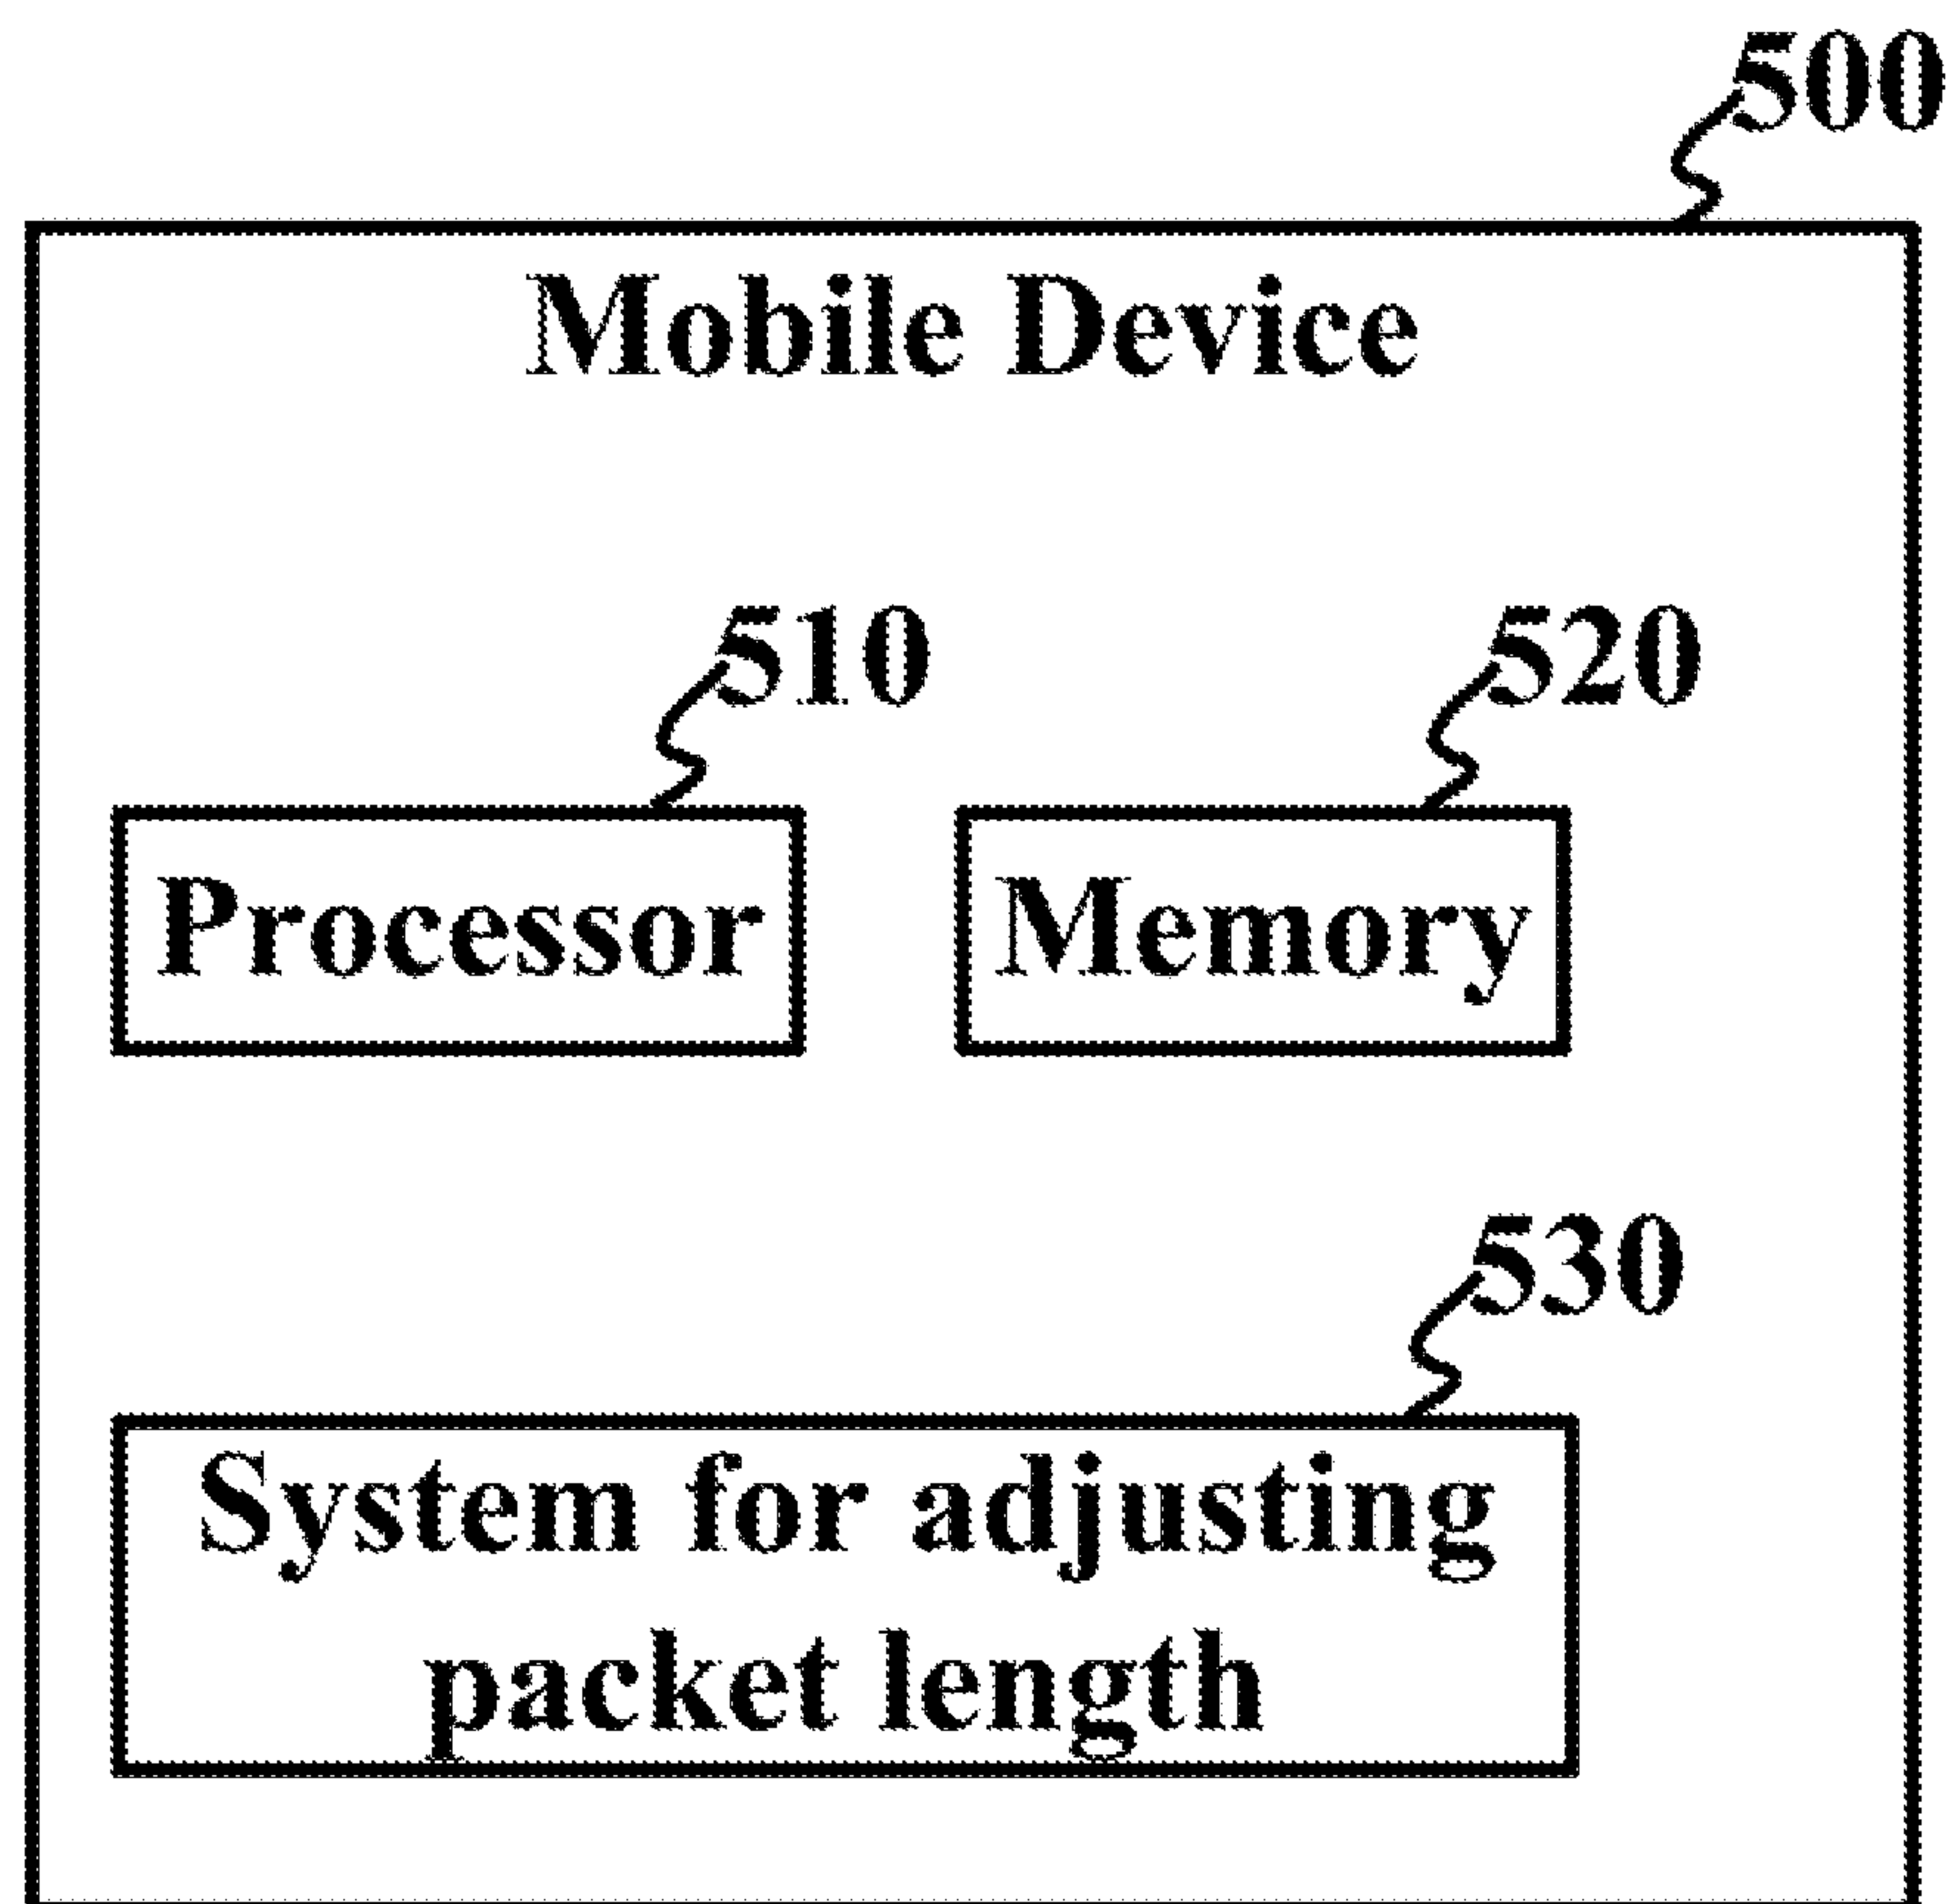 500
Mobile Device
510
520
Processor
Memory
530
System for adjusting
packet length